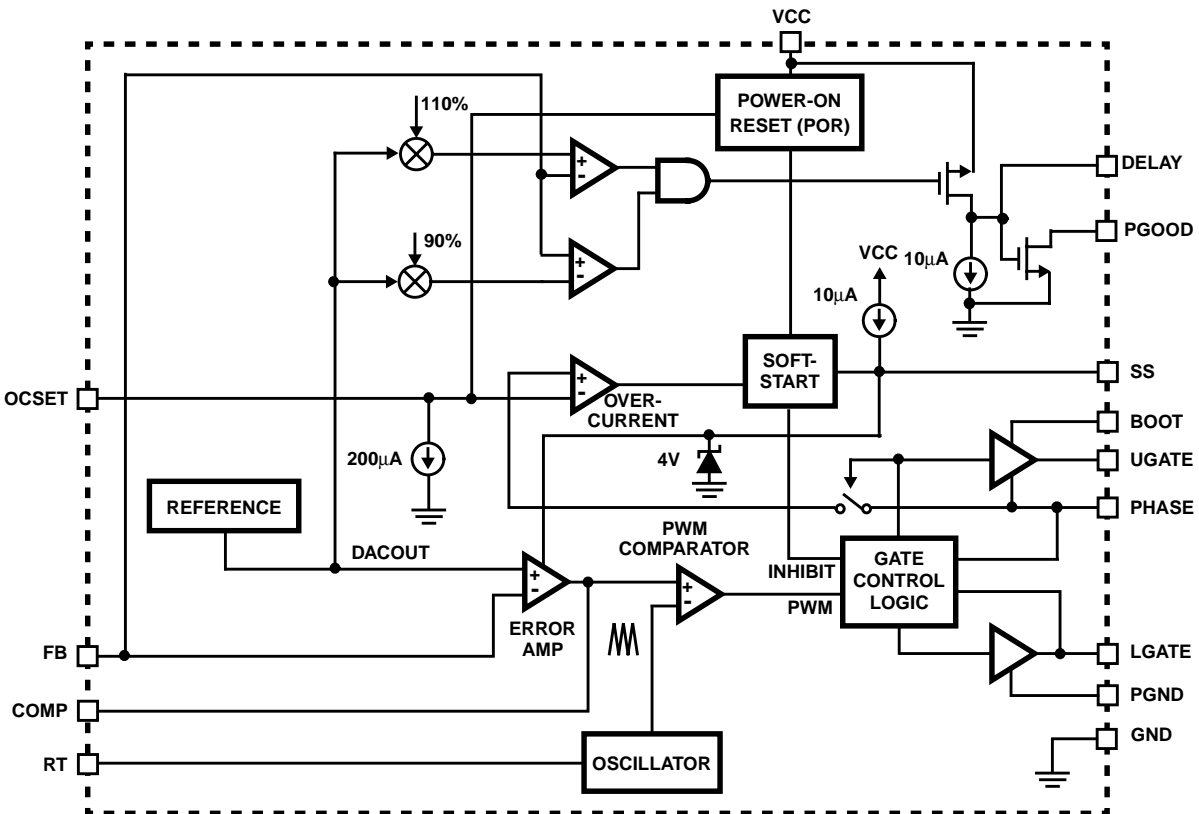 VCC
POWER-ON
RESET (POR)
110%
+
-
DELAY
PGOOD
90%
+
-
VCC
10μA
10μA
SOFT-
START
SS
OCSET
+
-
OVER-
CURRENT
BOOT
200μA
4V
UGATE
REFERENCE
PHASE
PWM
COMPARATOR
DACOUT
INHIBIT
GATE
CONTROL
LOGIC
+
-
+
-
PWM
ERROR
AMP
FB
LGATE
COMP
PGND
GND
RT
OSCILLATOR